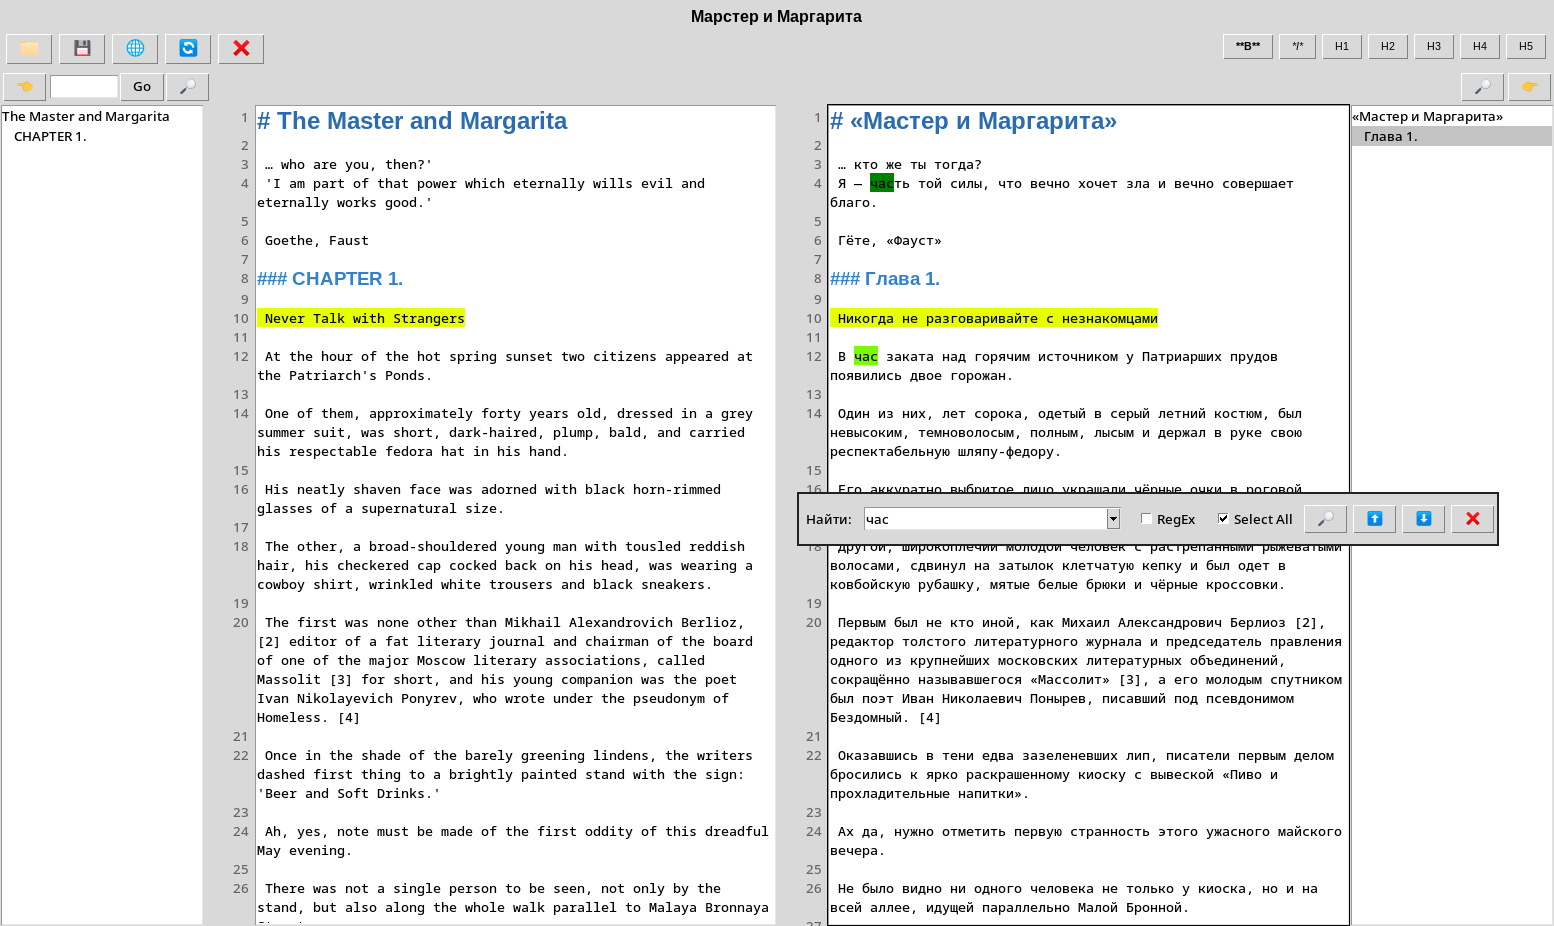 Марстер и Маргарита
**B** */* H1 H2 H3 H4 H5
Go
The Master and Margarita
CHAPTER 1.
1 # The Master and Margarita
2
3 … who are you, then?'
4 'I am part of that power which eternally wills evil and
eternally works good.'
5
6 Goethe, Faust
7
8 ### CHAPTER 1.
9
10 Never Talk with Strangers
11
12 At the hour of the hot spring sunset two citizens appeared at
the Patriarch's Ponds.
13
14 One of them, approximately forty years old, dressed in a grey
summer suit, was short, dark-haired, plump, bald, and carried
his respectable fedora hat in his hand.
15
16 His neatly shaven face was adorned with black horn-rimmed
glasses of a supernatural size.
17
18 The other, a broad-shouldered young man with tousled reddish
hair, his checkered cap cocked back on his head, was wearing a
cowboy shirt, wrinkled white trousers and black sneakers.
19
20 The first was none other than Mikhail Alexandrovich Berlioz,
[2] editor of a fat literary journal and chairman of the board
of one of the major Moscow literary associations, called
Massolit [3] for short, and his young companion was the poet
Ivan Nikolayevich Ponyrev, who wrote under the pseudonym of
Homeless. [4]
21
22 Once in the shade of the barely greening lindens, the writers
dashed first thing to a brightly painted stand with the sign:
'Beer and Soft Drinks.'
23
24 Ah, yes, note must be made of the first oddity of this dreadful
May evening.
25
26 There was not a single person to be seen, not only by the
stand, but also along the whole walk parallel to Malaya Bronnaya
1 # «Мастер и Маргарита»
2
3 … кто же ты тогда?
4 Я – часть той силы, что вечно хочет зла и вечно совершает
благо.
5
6 Гёте, «Фауст»
7
8 ### Глава 1.
9
10 Никогда не разговаривайте с незнакомцами
11
12 В час заката над горячим источником у Патриарших прудов
появились двое горожан.
13
14 Один из них, лет сорока, одетый в серый летний костюм, был
невысоким, темноволосым, полным, лысым и держал в руке свою
респектабельную шляпу-федору.
15
16 Его аккуратно выбритое лицо украшали чёрные очки в роговой
Найти: час RegEx Select All
18 другой, широкоплечий молодой человек с растрёпанными рыжеватыми
волосами, сдвинул на затылок клетчатую кепку и был одет в
ковбойскую рубашку, мятые белые брюки и чёрные кроссовки.
19
20 Первым был не кто иной, как Михаил Александрович Берлиоз [2],
редактор толстого литературного журнала и председатель правления
одного из крупнейших московских литературных объединений,
сокращённо называвшегося «Массолит» [3], а его молодым спутником
был поэт Иван Николаевич Понырев, писавший под псевдонимом
Бездомный. [4]
21
22 Оказавшись в тени едва зазеленевших лип, писатели первым делом
бросились к ярко раскрашенному киоску с вывеской «Пиво и
прохладительные напитки».
23
24 Ах да, нужно отметить первую странность этого ужасного майского
вечера.
25
26 Не было видно ни одного человека не только у киоска, но и на
всей аллее, идущей параллельно Малой Бронной.
27
«Мастер и Маргарита»
Глава 1.